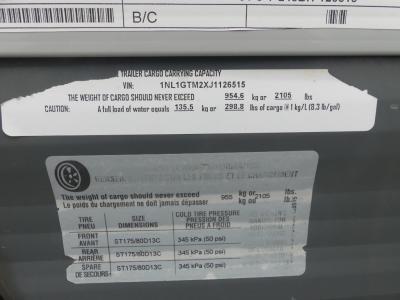 B/C
TRAILER CARGO CARRYING CAPACITY
VIN: 1NL1GTM2XJ1126515
THE WEIGHT OF CARGO SHOULD NEVER EXCEED 954.6 kg or 2105 lbs
CAUTION: A full load of water equals 135.5 kg or 298.8 lbs of cargo @ 1 kg/L (8.3 lb/gal)
The weight of cargo should never exceed 955 kg or 2105 lbs.
Le poids du chargement ne doit jamais dépasser kg ou lbs.
TIRE PNEU SIZE DIMENSIONS COLD TIRE PRESSURE PRESSION DES PNEUS A FROID
FRONT AVANT ST175/80D13C 345 kPa (50 psi)
REAR ARRIÈRE ST175/80D13C 345 kPa (50 psi)
SPARE DE SECOURS ST175/80D13C 345 kPa (50 psi)